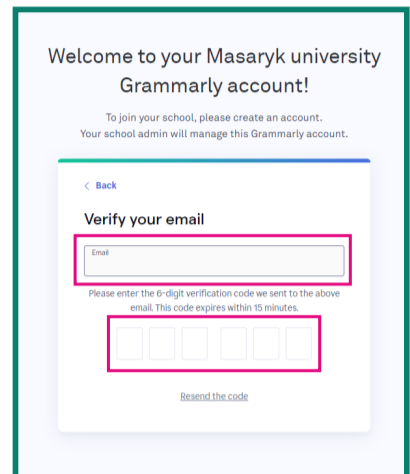 Welcome to your Masaryk university
Grammarly account!
To join your school, please create an account.
Your school admin will manage this Grammarly account.
< Back
Verify your email
Email
Please enter the 6-digit verification code we sent to the above
email. This code expires within 15 minutes.
Resend the code